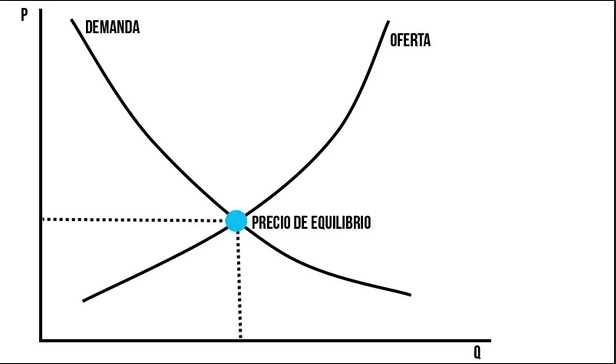 P
DEMANDA
OFERTA
PRECIO DE EQUILIBRIO
Q